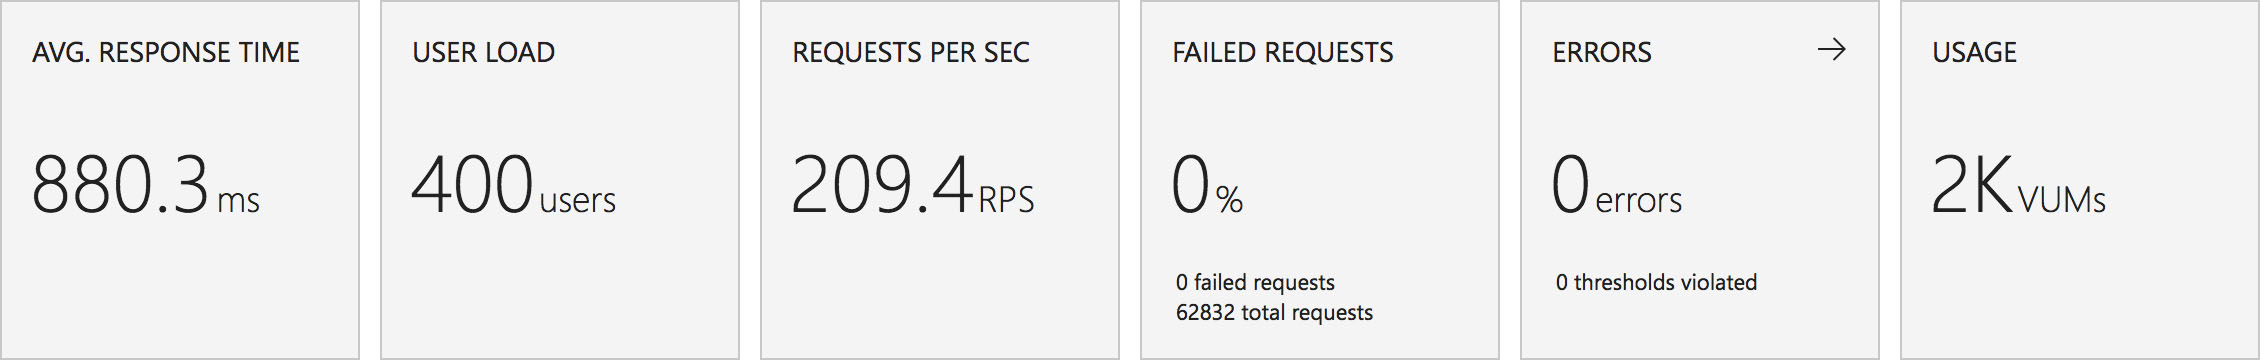 AVG. RESPONSE TIME
880.3 ms
USER LOAD
400 users
REQUESTS PER SEC
209.4 RPS
FAILED REQUESTS
0 %
0 failed requests
62832 total requests
ERRORS
0 errors
0 thresholds violated
USAGE
2K VUMs